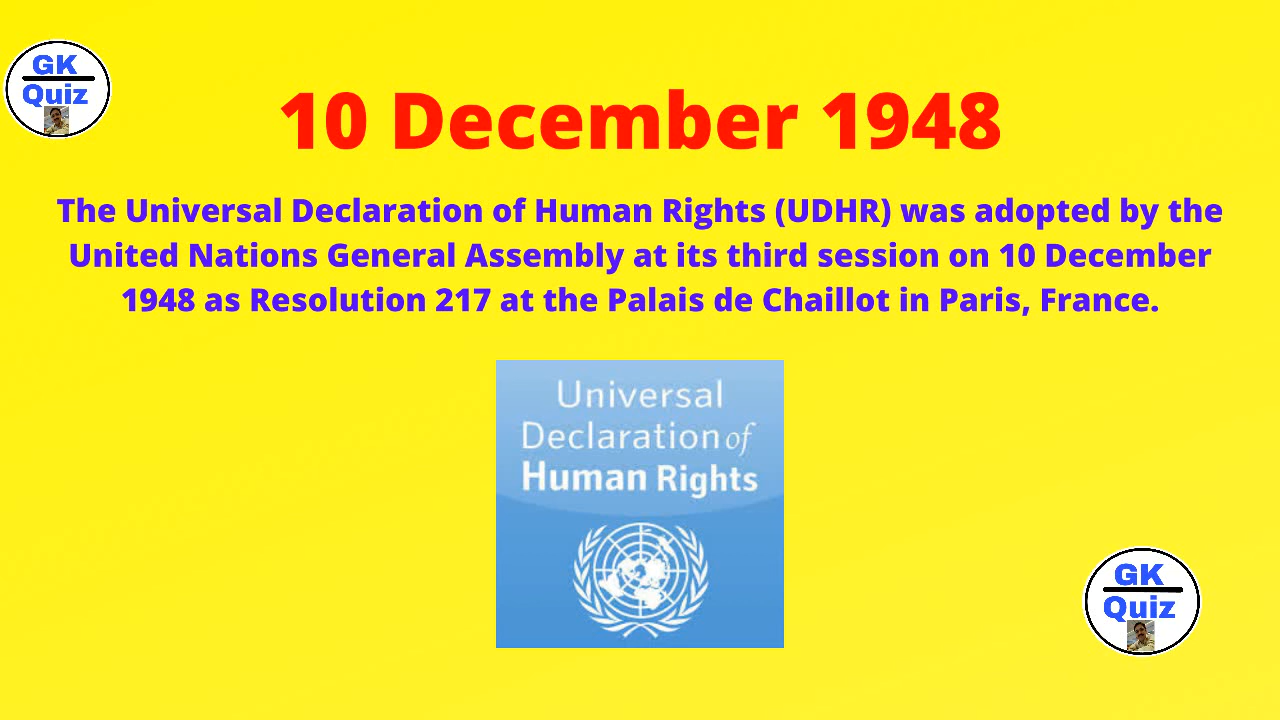 GK
Quiz
10 December 1948
The Universal Declaration of Human Rights (UDHR) was adopted by the
United Nations General Assembly at its third session on 10 December
1948 as Resolution 217 at the Palais de Chaillot in Paris, France.
Universal
Declaration of
Human Rights
GK
Quiz